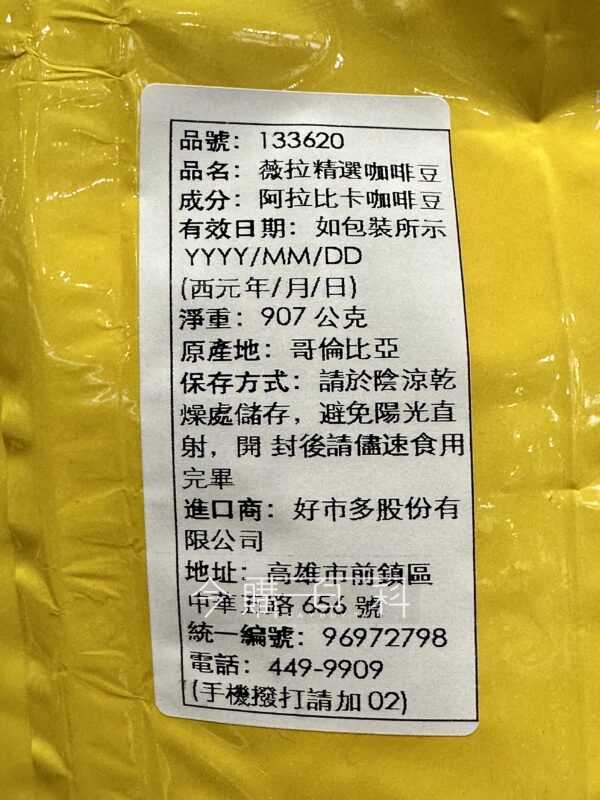 品號: 133620
品名: 薇拉精選咖啡豆
成分: 阿拉比卡咖啡豆
有效日期: 如包裝所示
YYYY/MM/DD
(西元年/月/日)
淨重: 907 公克
原產地: 哥倫比亞
保存方式: 請於陰涼乾
燥處儲存, 避免陽光直
射, 開 封後請儘速食用
完畢
進口商: 好市多股份有
限公司
地址: 高雄市前鎮區
中華五路 656 號
統一編號: 96972798
電話: 449-9909
(手機撥打請加 02)